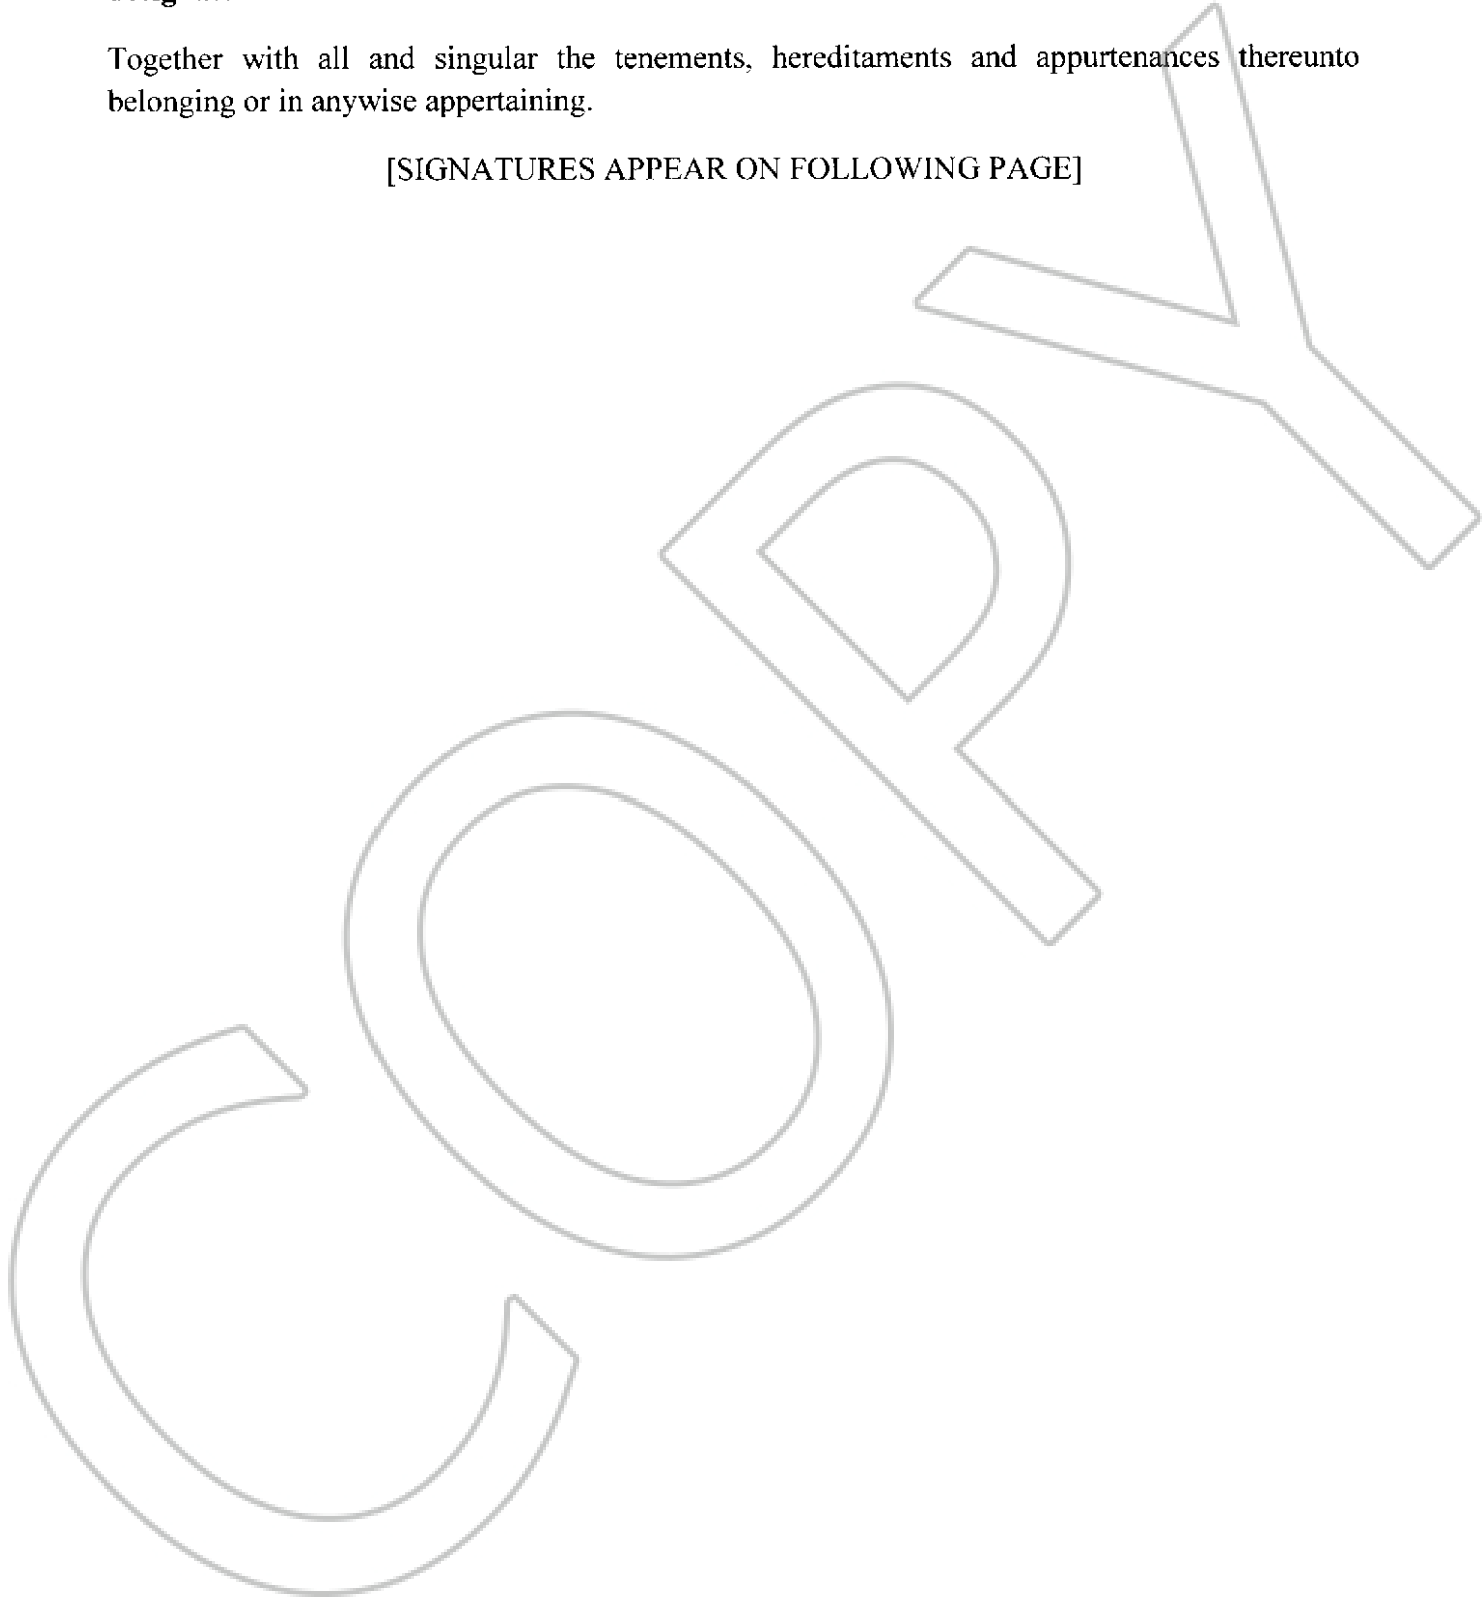 Together with all and singular the tenements, hereditaments and appurtenances thereunto
belonging or in anywise appertaining.
[SIGNATURES APPEAR ON FOLLOWING PAGE]
COPY